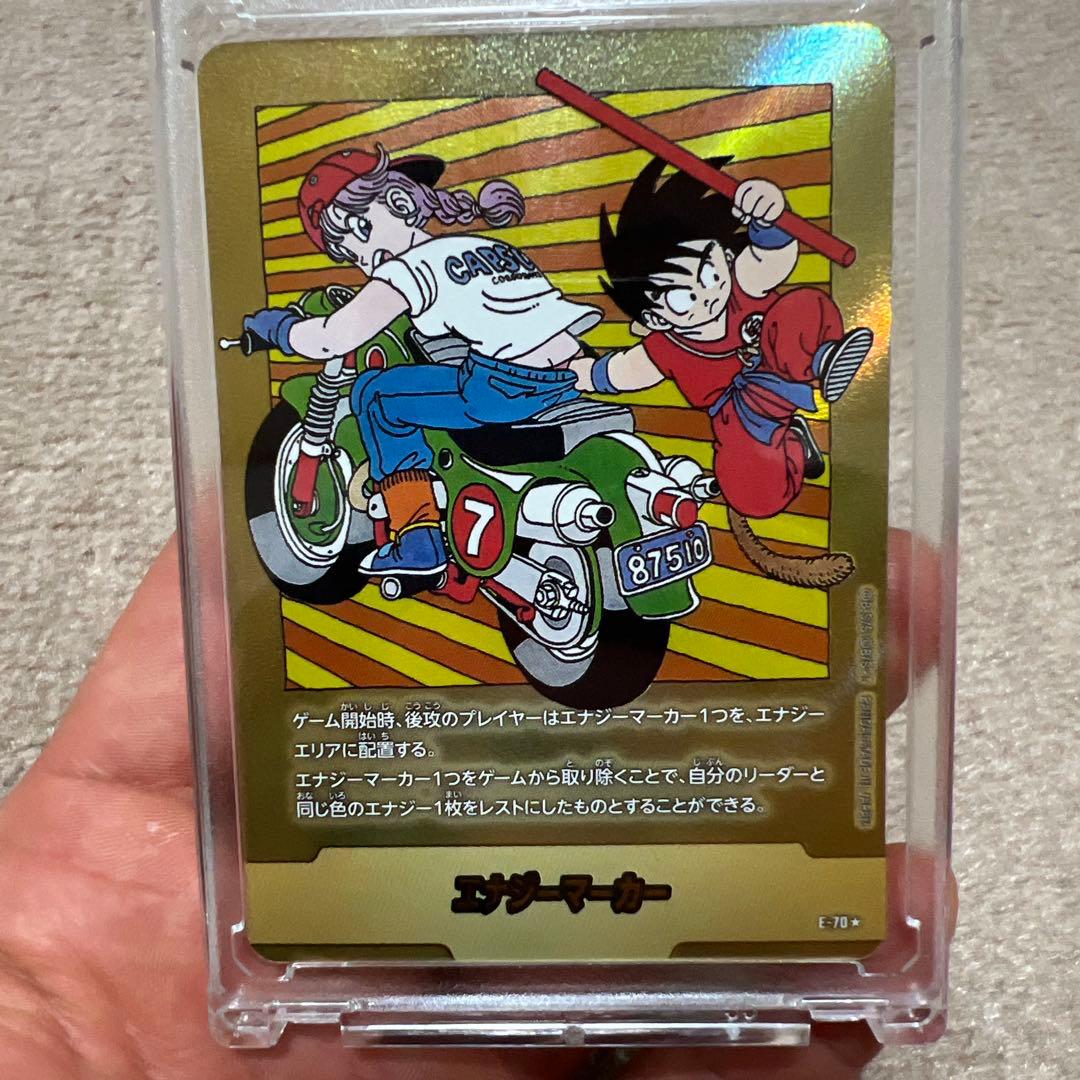 CAPSU
CORPORA
7
87510
ゲーム開始時、後攻のプレイヤーはエナジーマーカー1つを、エナジー
エリアに配置する。
エナジーマーカー1つをゲームから取り除くことで、自分のリーダーと
同じ色のエナジー1枚をレストにしたものとすることができる。
エナジーマーカー
E-70★